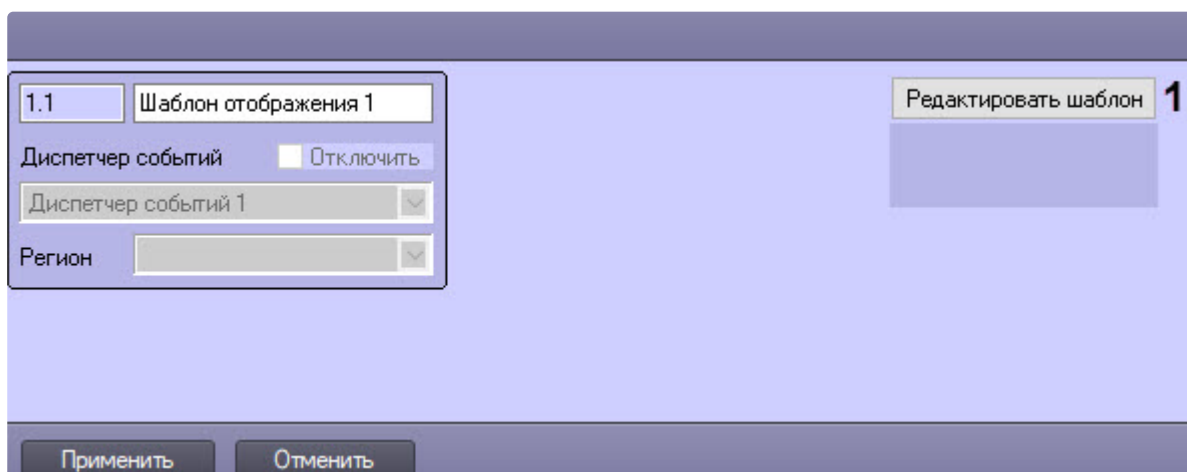 1.1 Шаблон отображения 1
Редактировать шаблон 1
Диспетчер событий Отключить
Диспетчер событий 1
Регион
Применить Отменить